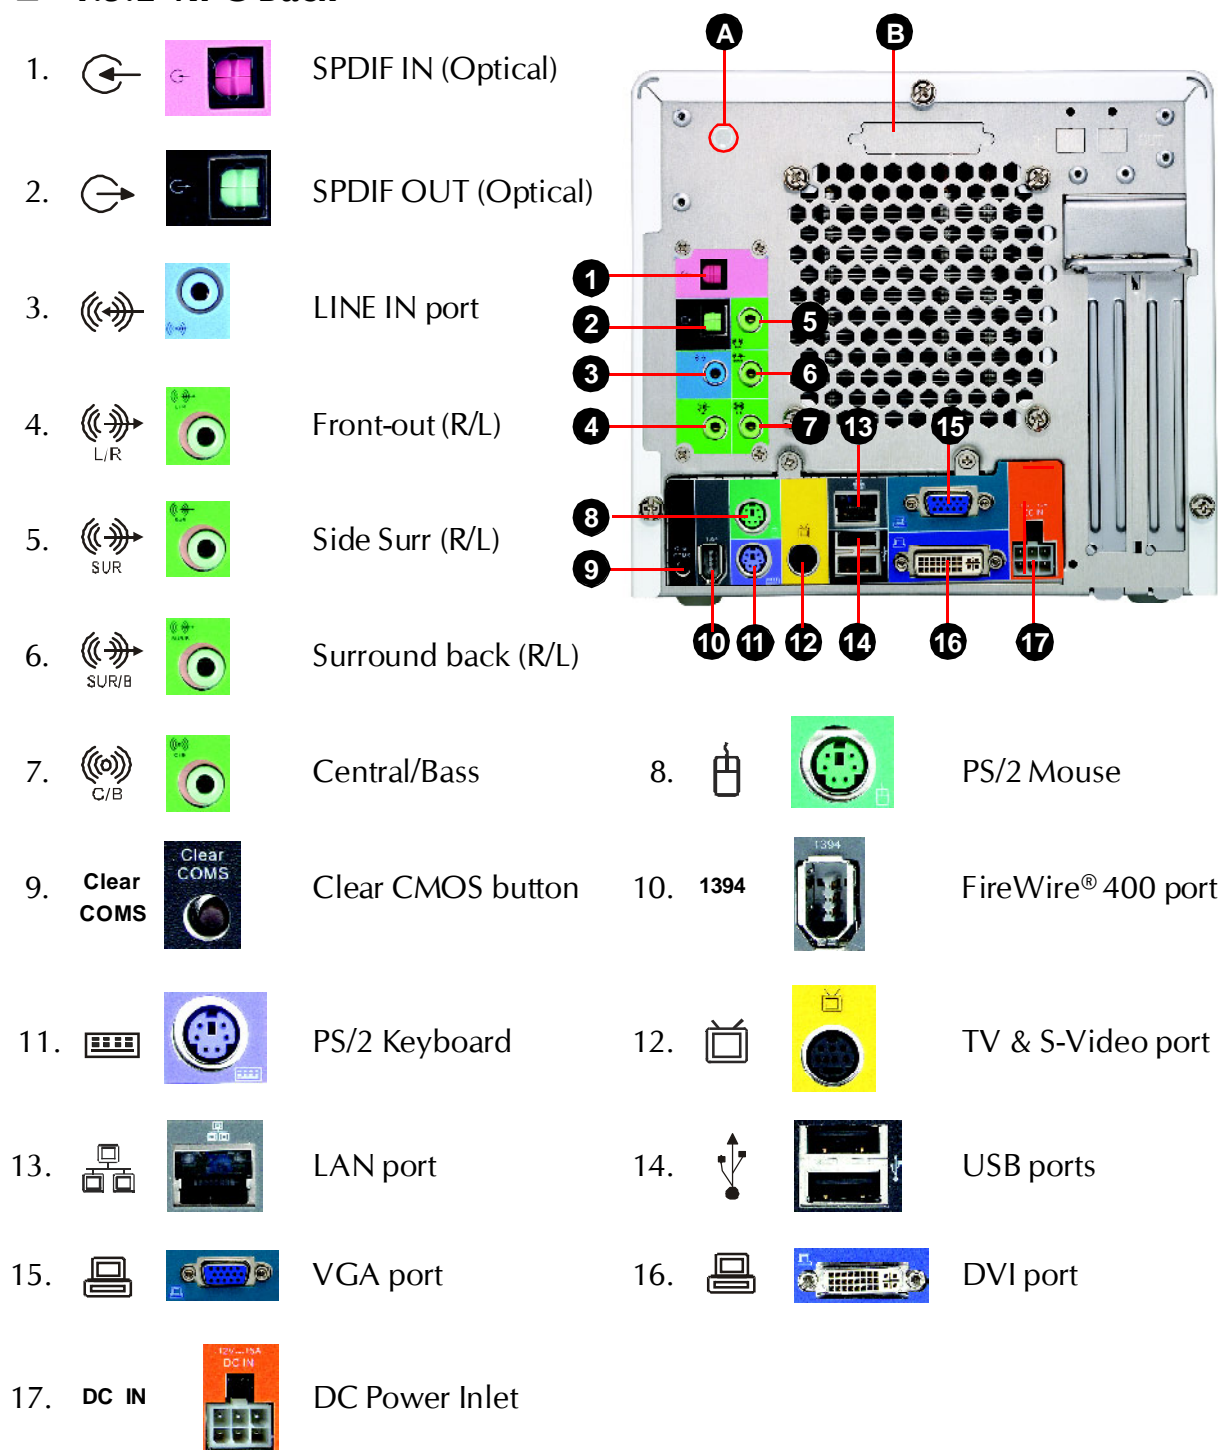 A B
1. SPDIF IN (Optical)
2. SPDIF OUT (Optical)
3. LINE IN port
4. L/R Front-out (R/L)
5. SUR Side Surr (R/L)
6. SUR/B Surround back (R/L)
7. C/B Central/Bass
1
2
3
4
5
6
7
13
15
8
9
10
11
12
14
16
17
8. PS/2 Mouse
9. Clear COMS Clear COMS Clear CMOS button
10. 1394 1394 FireWire® 400 port
11. PS/2 Keyboard
12. TV & S-Video port
13. LAN port
14. USB ports
15. VGA port
16. DVI port
17. DC IN DC IN DC Power Inlet